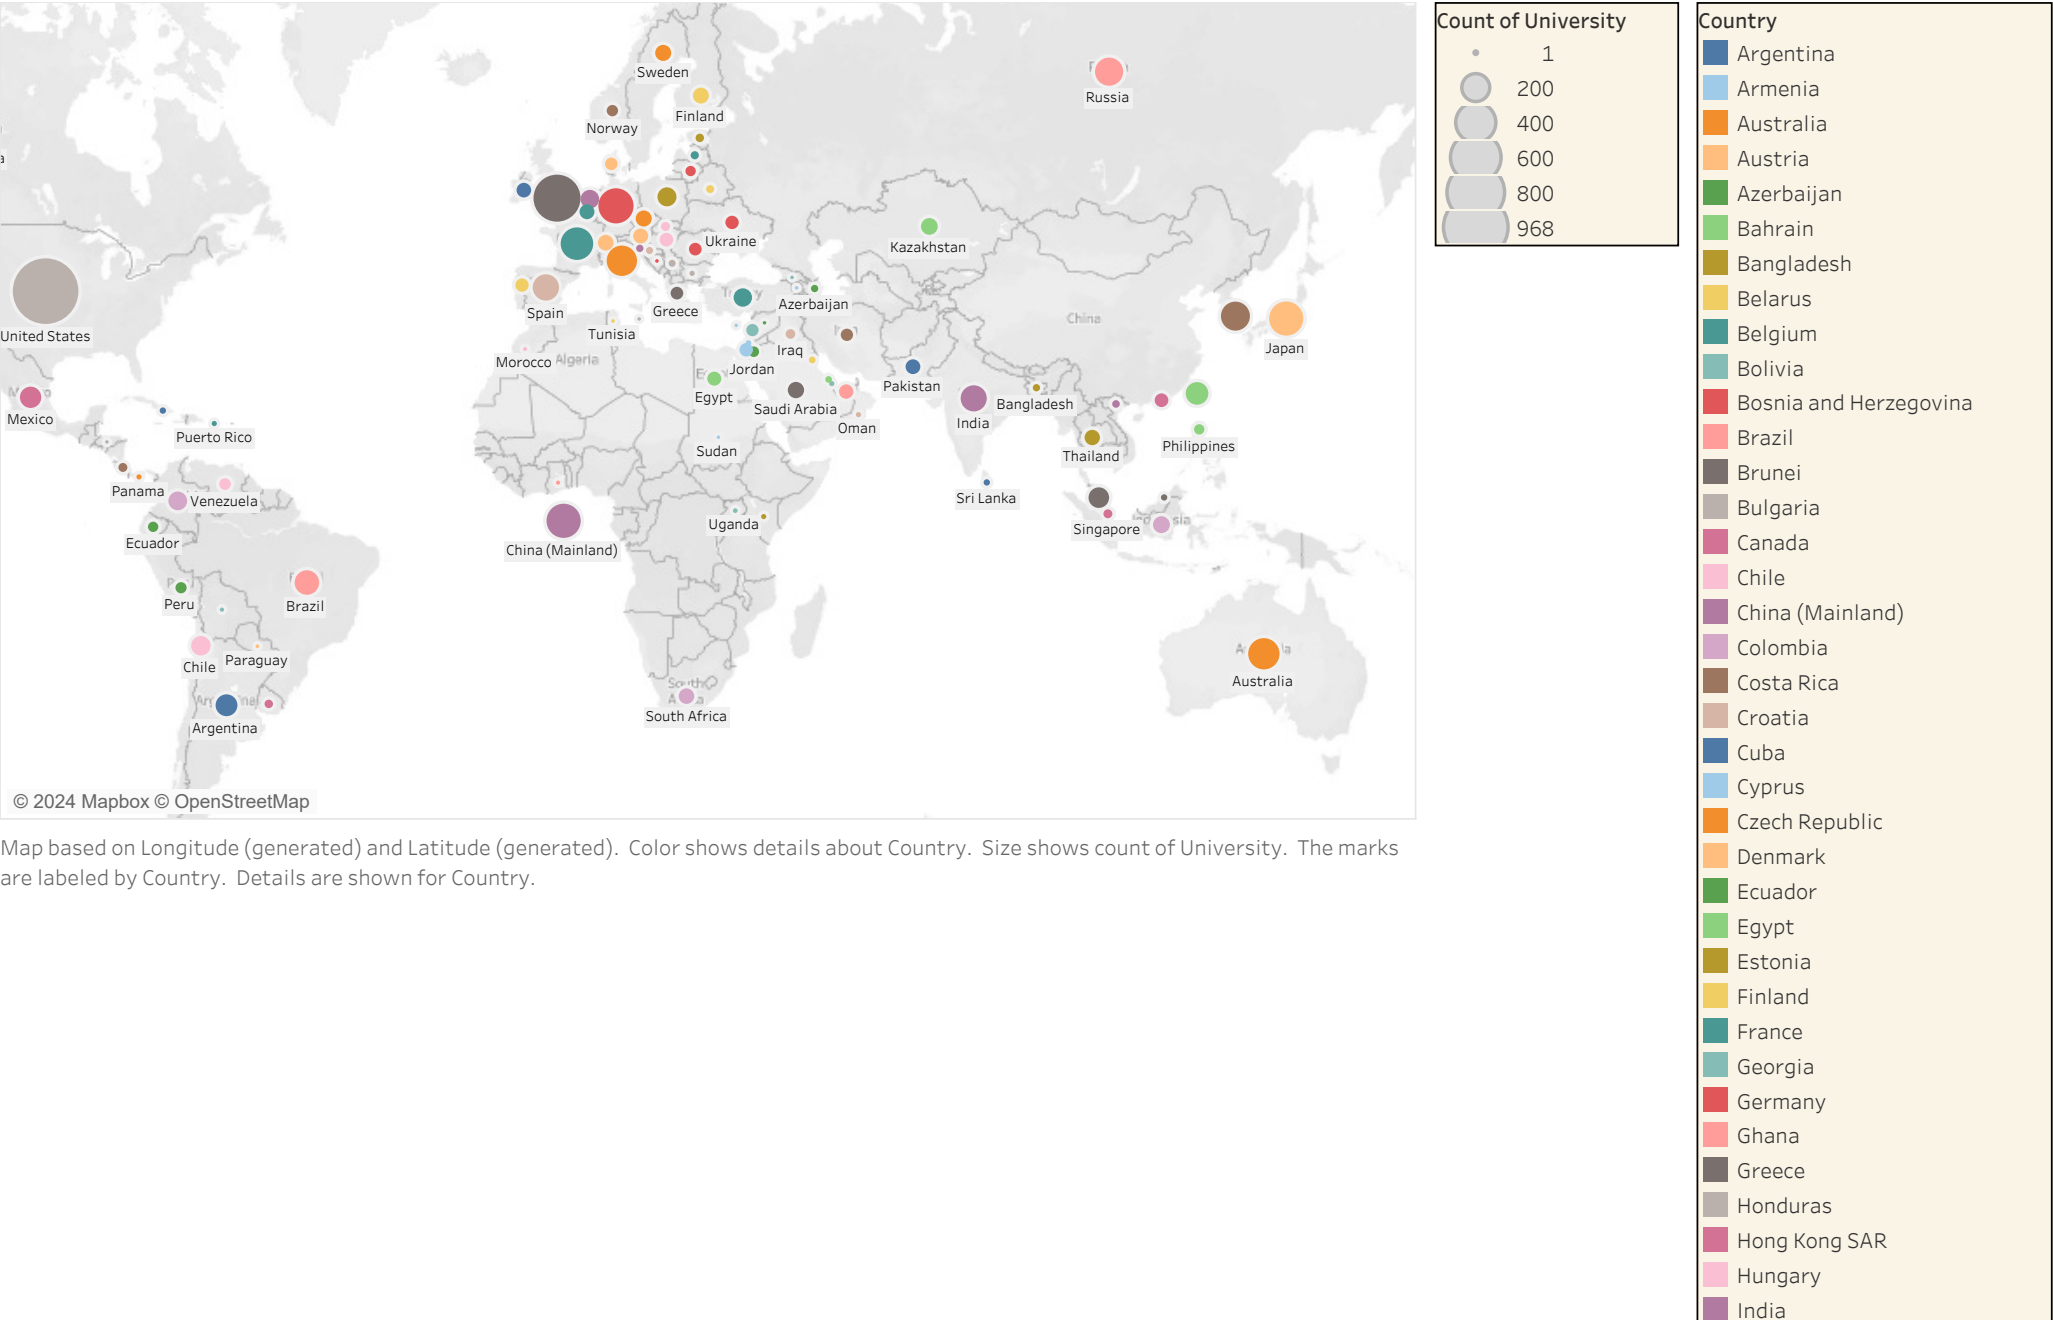 Sweden
Russia
Norway
Finland
Ukraine
Kazakhstan
Spain
Greece
Azerbaijan
China
United States
Tunisia
Japan
Morocco
Algeria
Iraq
Jordan
Pakistan
Egypt
Saudi Arabia
Bangladesh
Mexico
India
Oman
Puerto Rico
Sudan
Thailand
Philippines
Panama
Venezuela
Sri Lanka
Uganda
Singapore
Ecuador
China (Mainland)
Peru
Brazil
Chile
Paraguay
Australia
South
South Africa
Argentina
© 2024 Mapbox © OpenStreetMap
Map based on Longitude (generated) and Latitude (generated). Color shows details about Country. Size shows count of University. The marks
are labeled by Country. Details are shown for Country.
Count of University
1
200
400
600
800
968
Country
Argentina
Armenia
Australia
Austria
Azerbaijan
Bahrain
Bangladesh
Belarus
Belgium
Bolivia
Bosnia and Herzegovina
Brazil
Brunei
Bulgaria
Canada
Chile
China (Mainland)
Colombia
Costa Rica
Croatia
Cuba
Cyprus
Czech Republic
Denmark
Ecuador
Egypt
Estonia
Finland
France
Georgia
Germany
Ghana
Greece
Honduras
Hong Kong SAR
Hungary
India